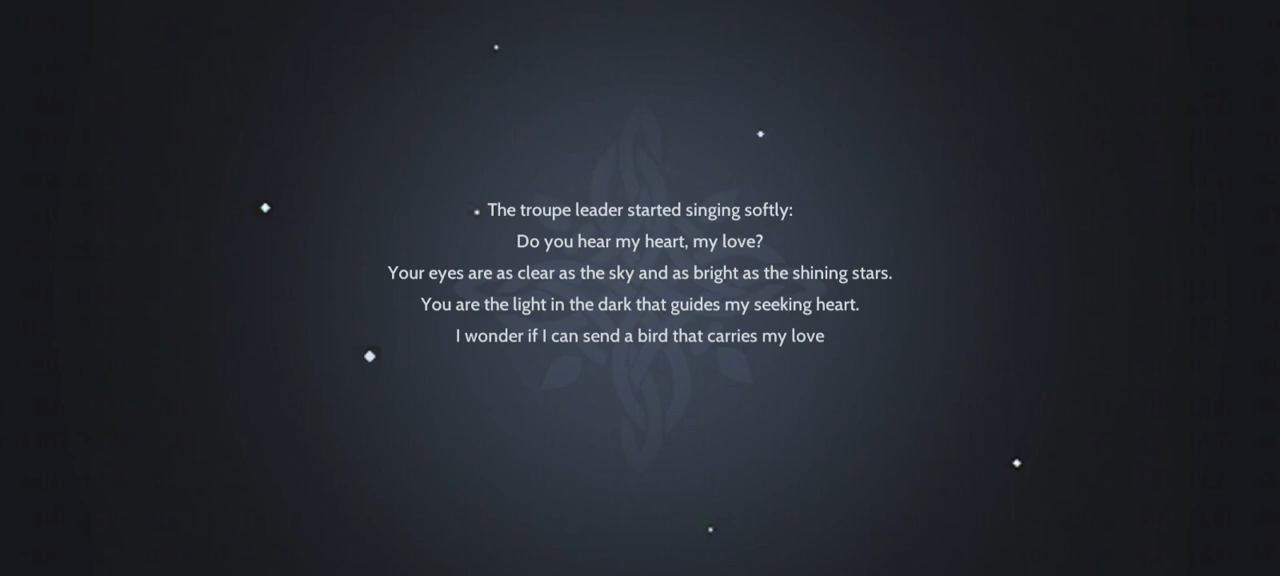 The troupe leader started singing softly:
Do you hear my heart, my love?
Your eyes are as clear as the sky and as bright as the shining stars.
You are the light in the dark that guides my seeking heart.
I wonder if I can send a bird that carries my love